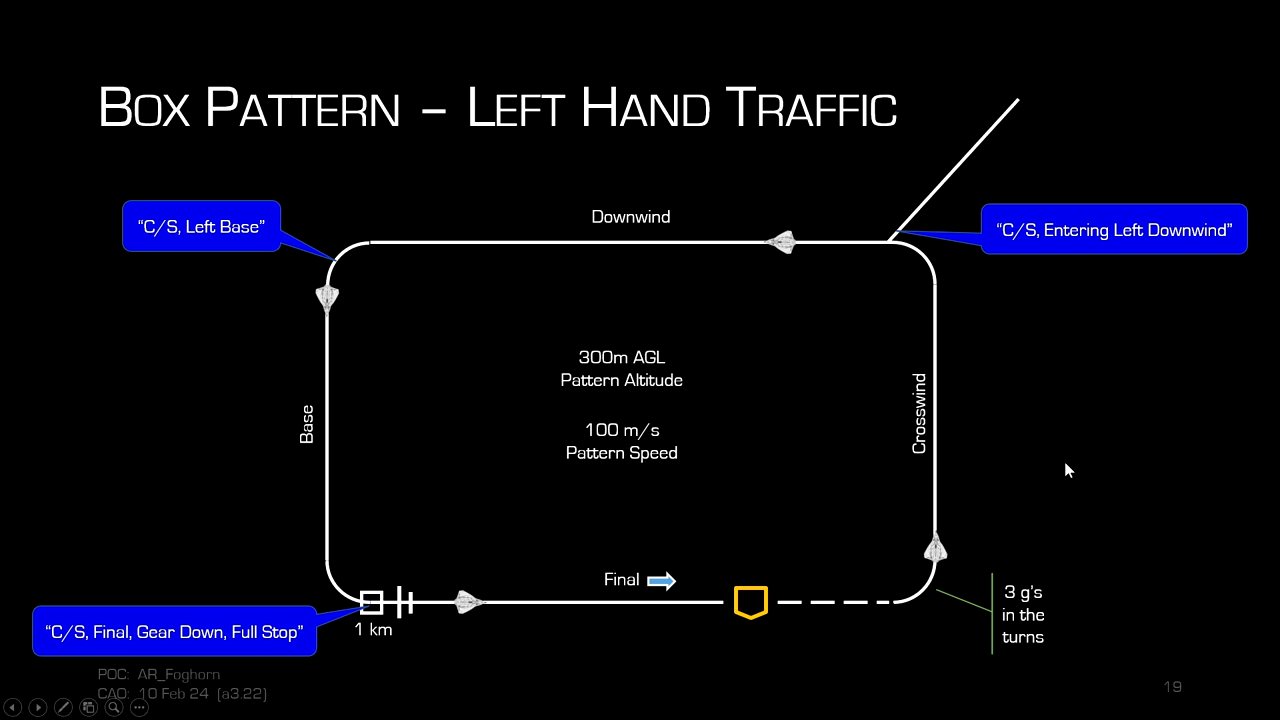 BOX PATTERN – LEFT HAND TRAFFIC
Downwind
“C/S, Left Base”
“C/S, Entering Left Downwind”
300m AGL
Pattern Altitude
100 m/s
Pattern Speed
Base
Crosswind
Final
3 g’s
in the
turns
“C/S, Final, Gear Down, Full Stop”
1 km
POC: AR_Foghorn
CAO: 10 Feb 24 (a3.22)
19